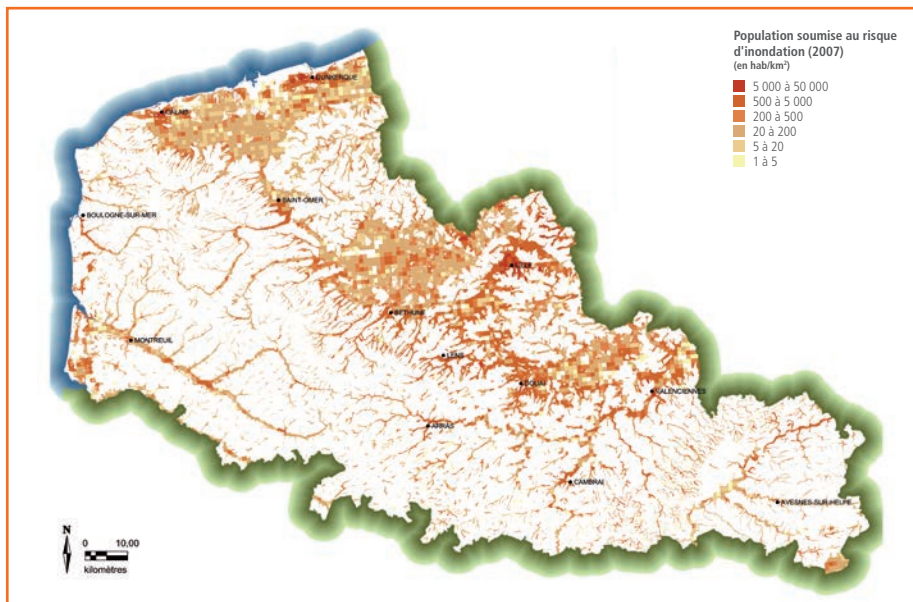 Population soumise au risque
d'inondation (2007)
(en hab/km²)
5 000 à 50 000
500 à 5 000
200 à 500
20 à 200
5 à 20
1 à 5
DUNKERQUE
CALAIS
SAINT-OMER
BOULOGNE-SUR-MER
LILLE
BETHUNE
MONTREUIL
LENS
DOUAI
VALENCIENNES
ARRAS
CAMBRAI
AVESNES-SUR-HELPE
N
0 10,00
kilomètres